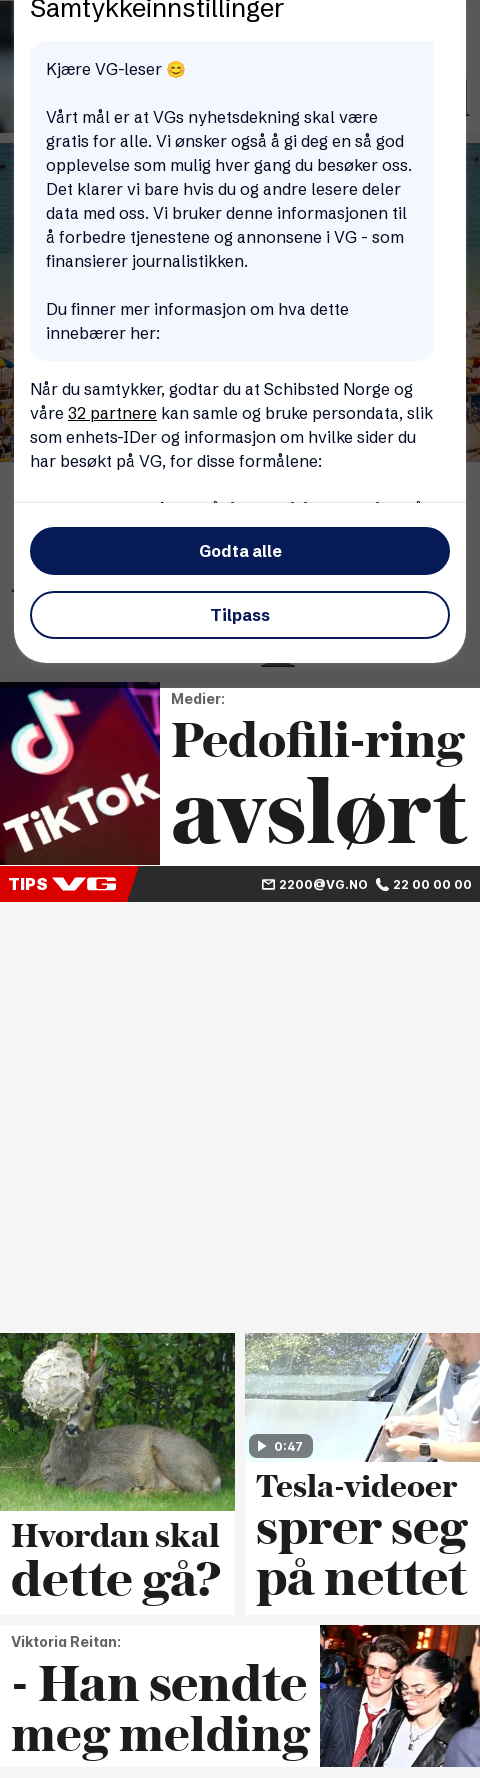 Samtykkeinnstillinger
Kjære VG-leser 😊
Vårt mål er at VGs nyhetsdekning skal være
gratis for alle. Vi ønsker også å gi deg en så god
opplevelse som mulig hver gang du besøker oss.
Det klarer vi bare hvis du og andre lesere deler
data med oss. Vi bruker denne informasjonen til
å forbedre tjenestene og annonsene i VG - som
finansierer journalistikken.
Du finner mer informasjon om hva dette
innebærer her:
Når du samtykker, godtar du at Schibsted Norge og
våre 32 partnere kan samle og bruke persondata, slik
som enhets-IDer og informasjon om hvilke sider du
har besøkt på VG, for disse formålene:
Godta alle
Tilpass
TikTok
Medier:
Pedofili-ring
avslørt
TIPS VG
2200@VG.NO 22 00 00 00
Hvordan skal
dette gå?
0:47
Tesla-videoer
sprer seg
på nettet
Viktoria Reitan:
- Han sendte
meg melding